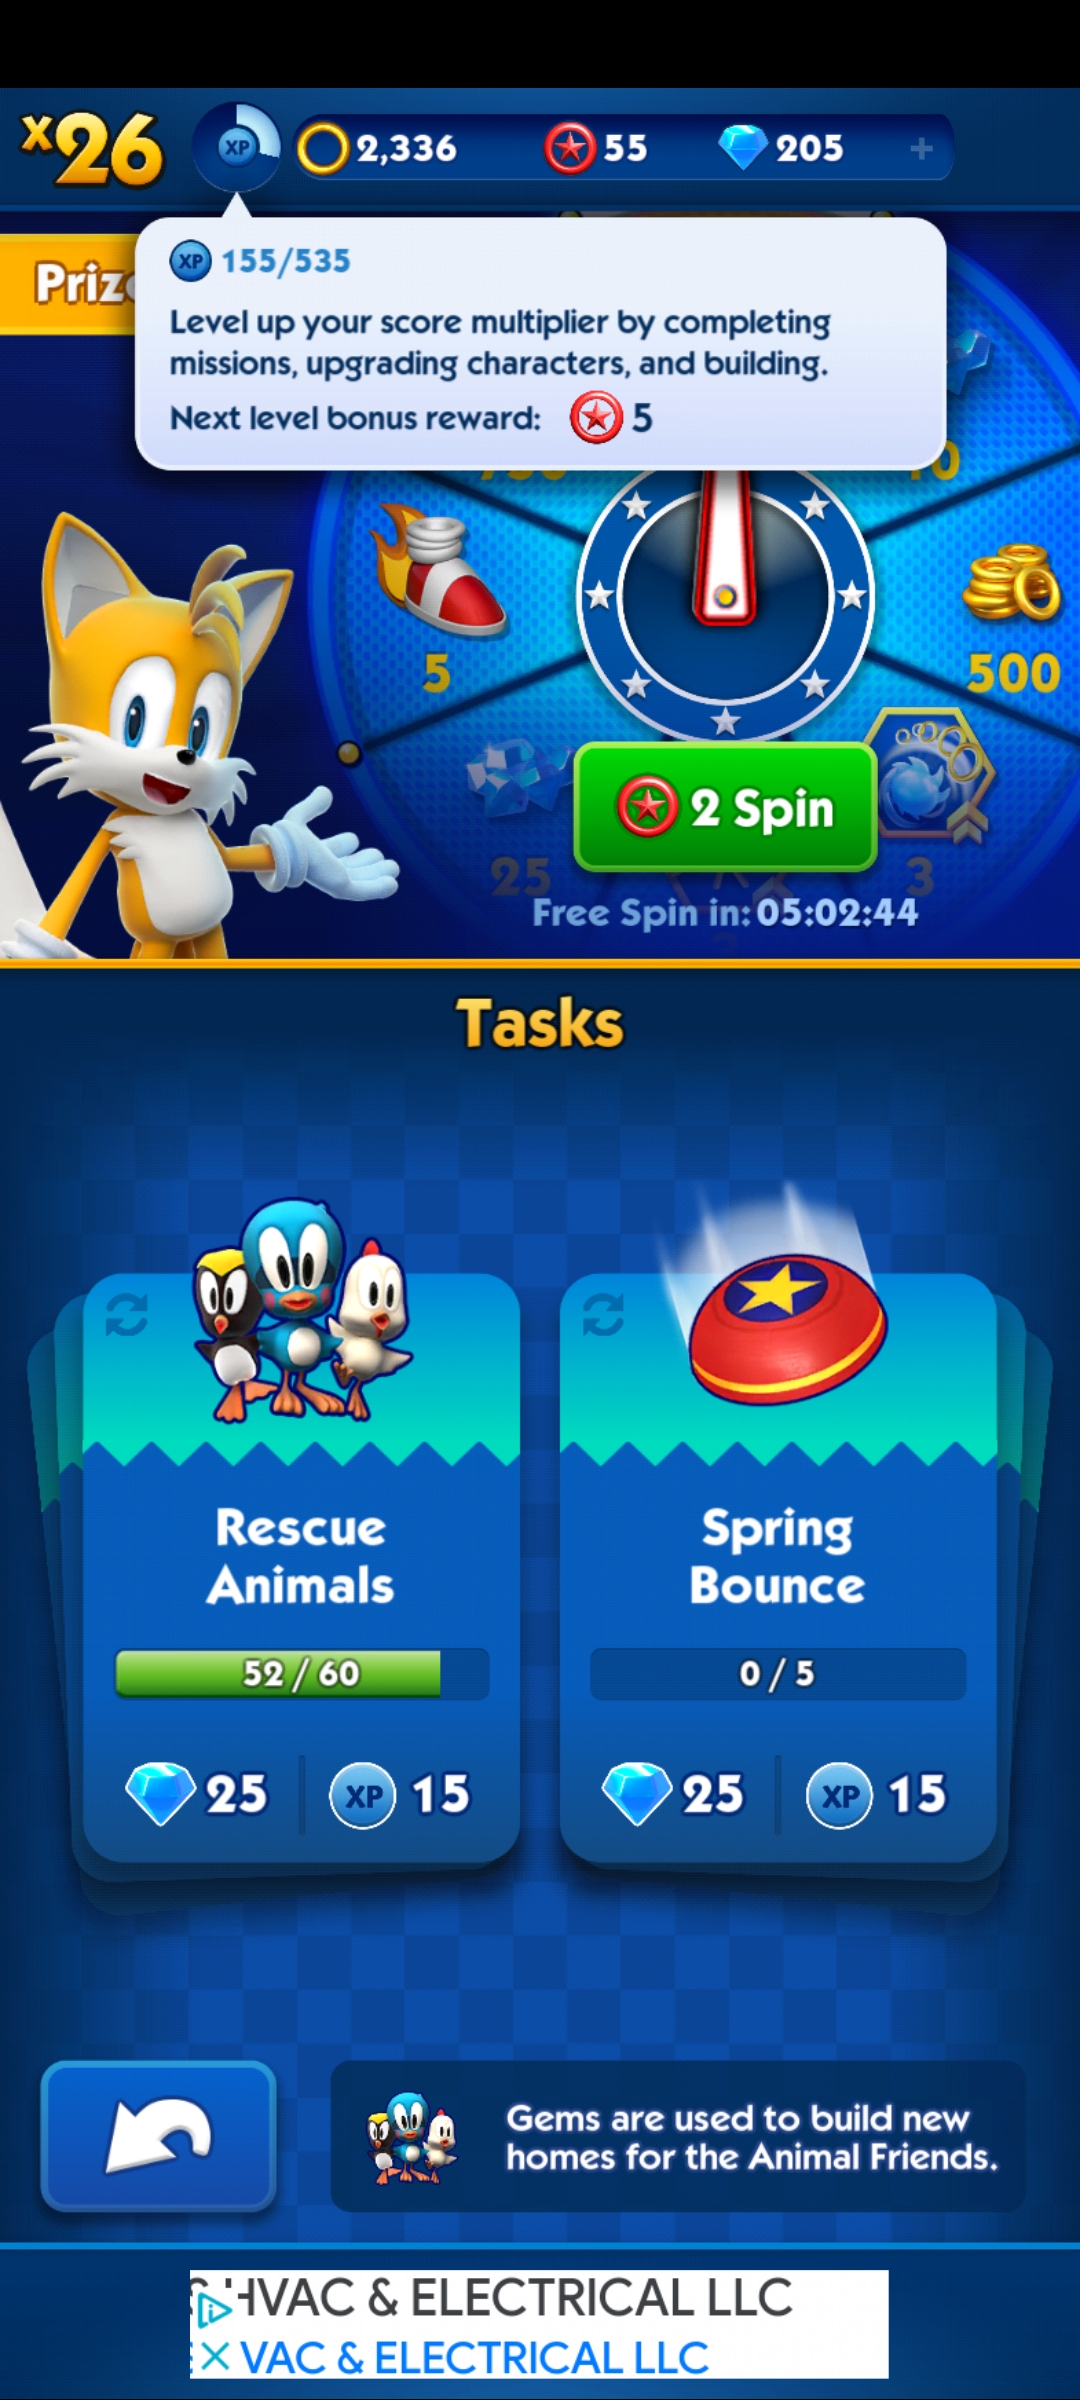 x26
XP
2,336
55
205
+
XP 155/535
Level up your score multiplier by completing
missions, upgrading characters, and building.
Next level bonus reward: 5
5
500
2 Spin
25
3
Free Spin in: 05:02:44
Tasks
Rescue
Animals
52 / 60
25
XP 15
Spring
Bounce
0 / 5
25
XP 15
Gems are used to build new
homes for the Animal Friends.
HVAC & ELECTRICAL LLC
VAC & ELECTRICAL LLC